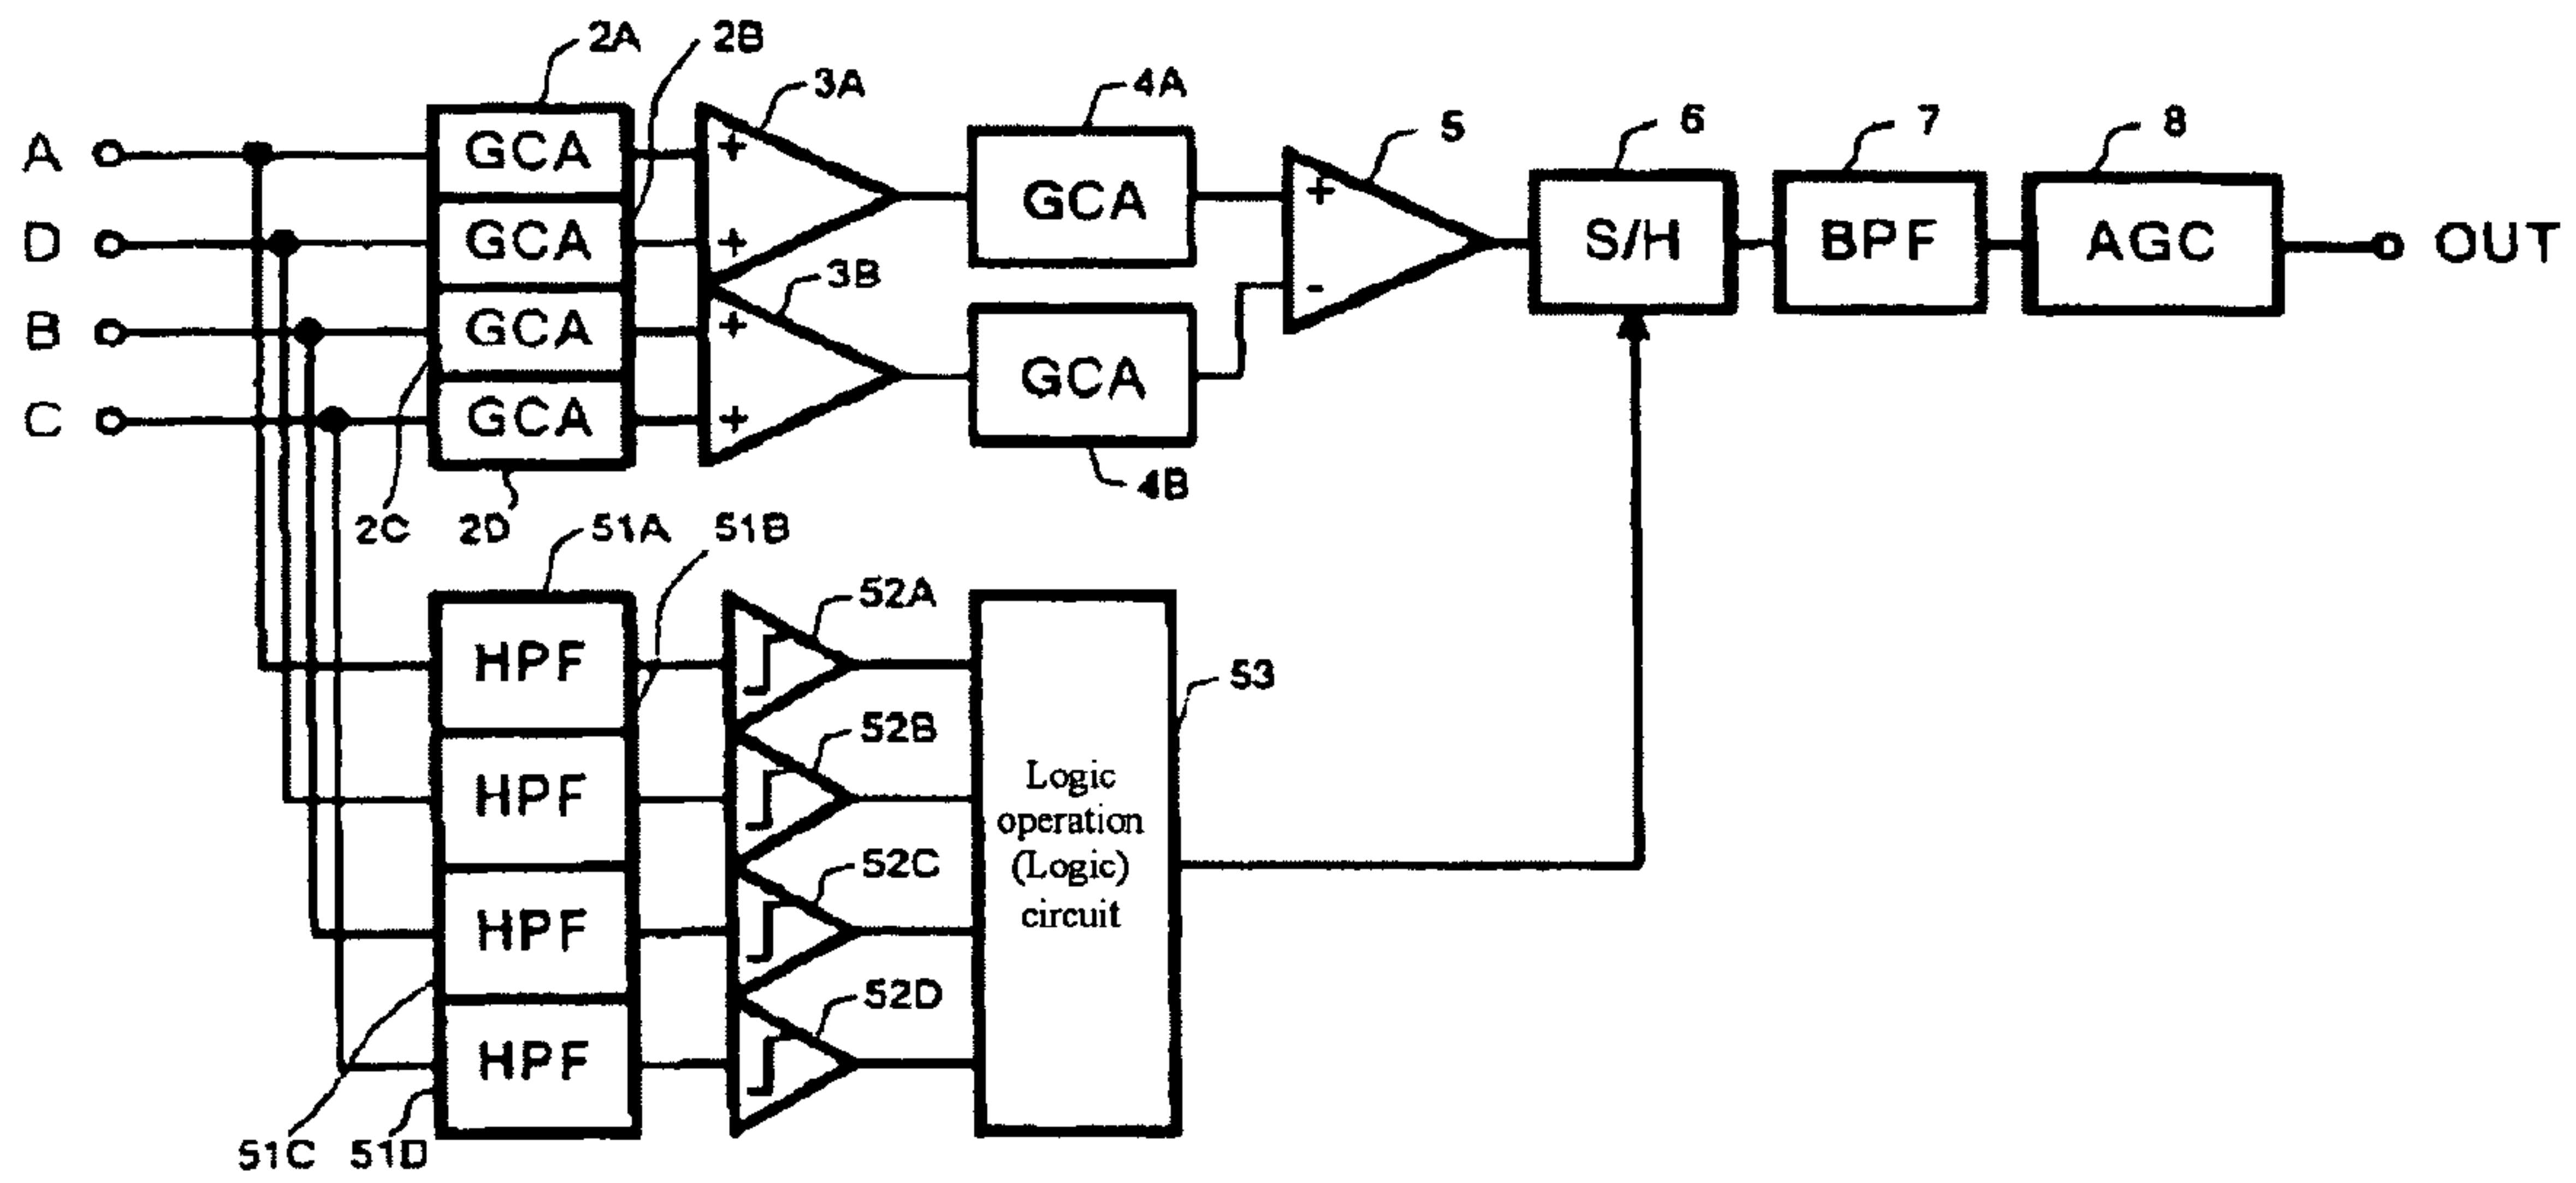 2A
2B
3A
4A
5
6
7
8
A
GCA
+
D
GCA
+
3B
B
GCA
+
C
GCA
+
GCA
GCA
4B
+
-
S/H
BPF
AGC
OUT
2C
2D
51A
51B
52A
HPF
53
52B
HPF
52C
HPF
52D
HPF
Logic
operation
(Logic)
circuit
51C
51D